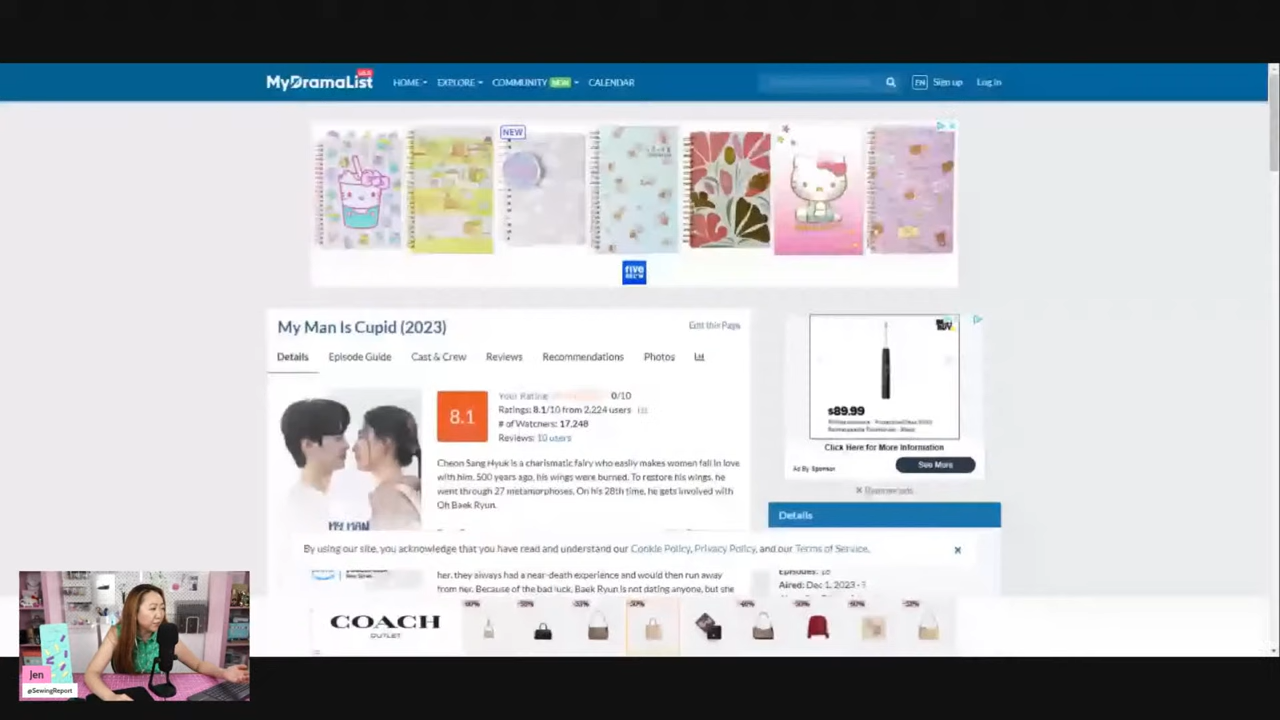 MyDramaList
HOME EXPLORE COMMUNITY NEW CALENDAR
EN Sign up Log in
NEW
five BEL'W
My Man Is Cupid (2023)
Edit this Page
Details Episode Guide Cast & Crew Reviews Recommendations Photos
8.1
Your Rating 0/10
Ratings: 8.1/10 from 2,224 users
# of Watchers: 17,248
Reviews: 10 users
Cheon Sang Hyuk is a charismatic fairy who easily makes women fall in love
with him. 500 years ago, his wings were burned. To restore his wings, he
went through 27 metamorphoses. On his 28th time, he gets involved with
Oh Baek Ryun.
MY MAN
$89.99
Click Here for More Information
Ad By Sponsor
See More
Remove ads
Details
By using our site, you acknowledge that you have read and understand our Cookie Policy, Privacy Policy, and our Terms of Service.
her, they always had a near-death experience and would then run away
from her. Because of the bad luck, Baek Ryun is not dating anyone, but she
Episodes: 16
Aired: Dec 1, 2023 -
COACH
OUTLET
Jen
@SewingReport